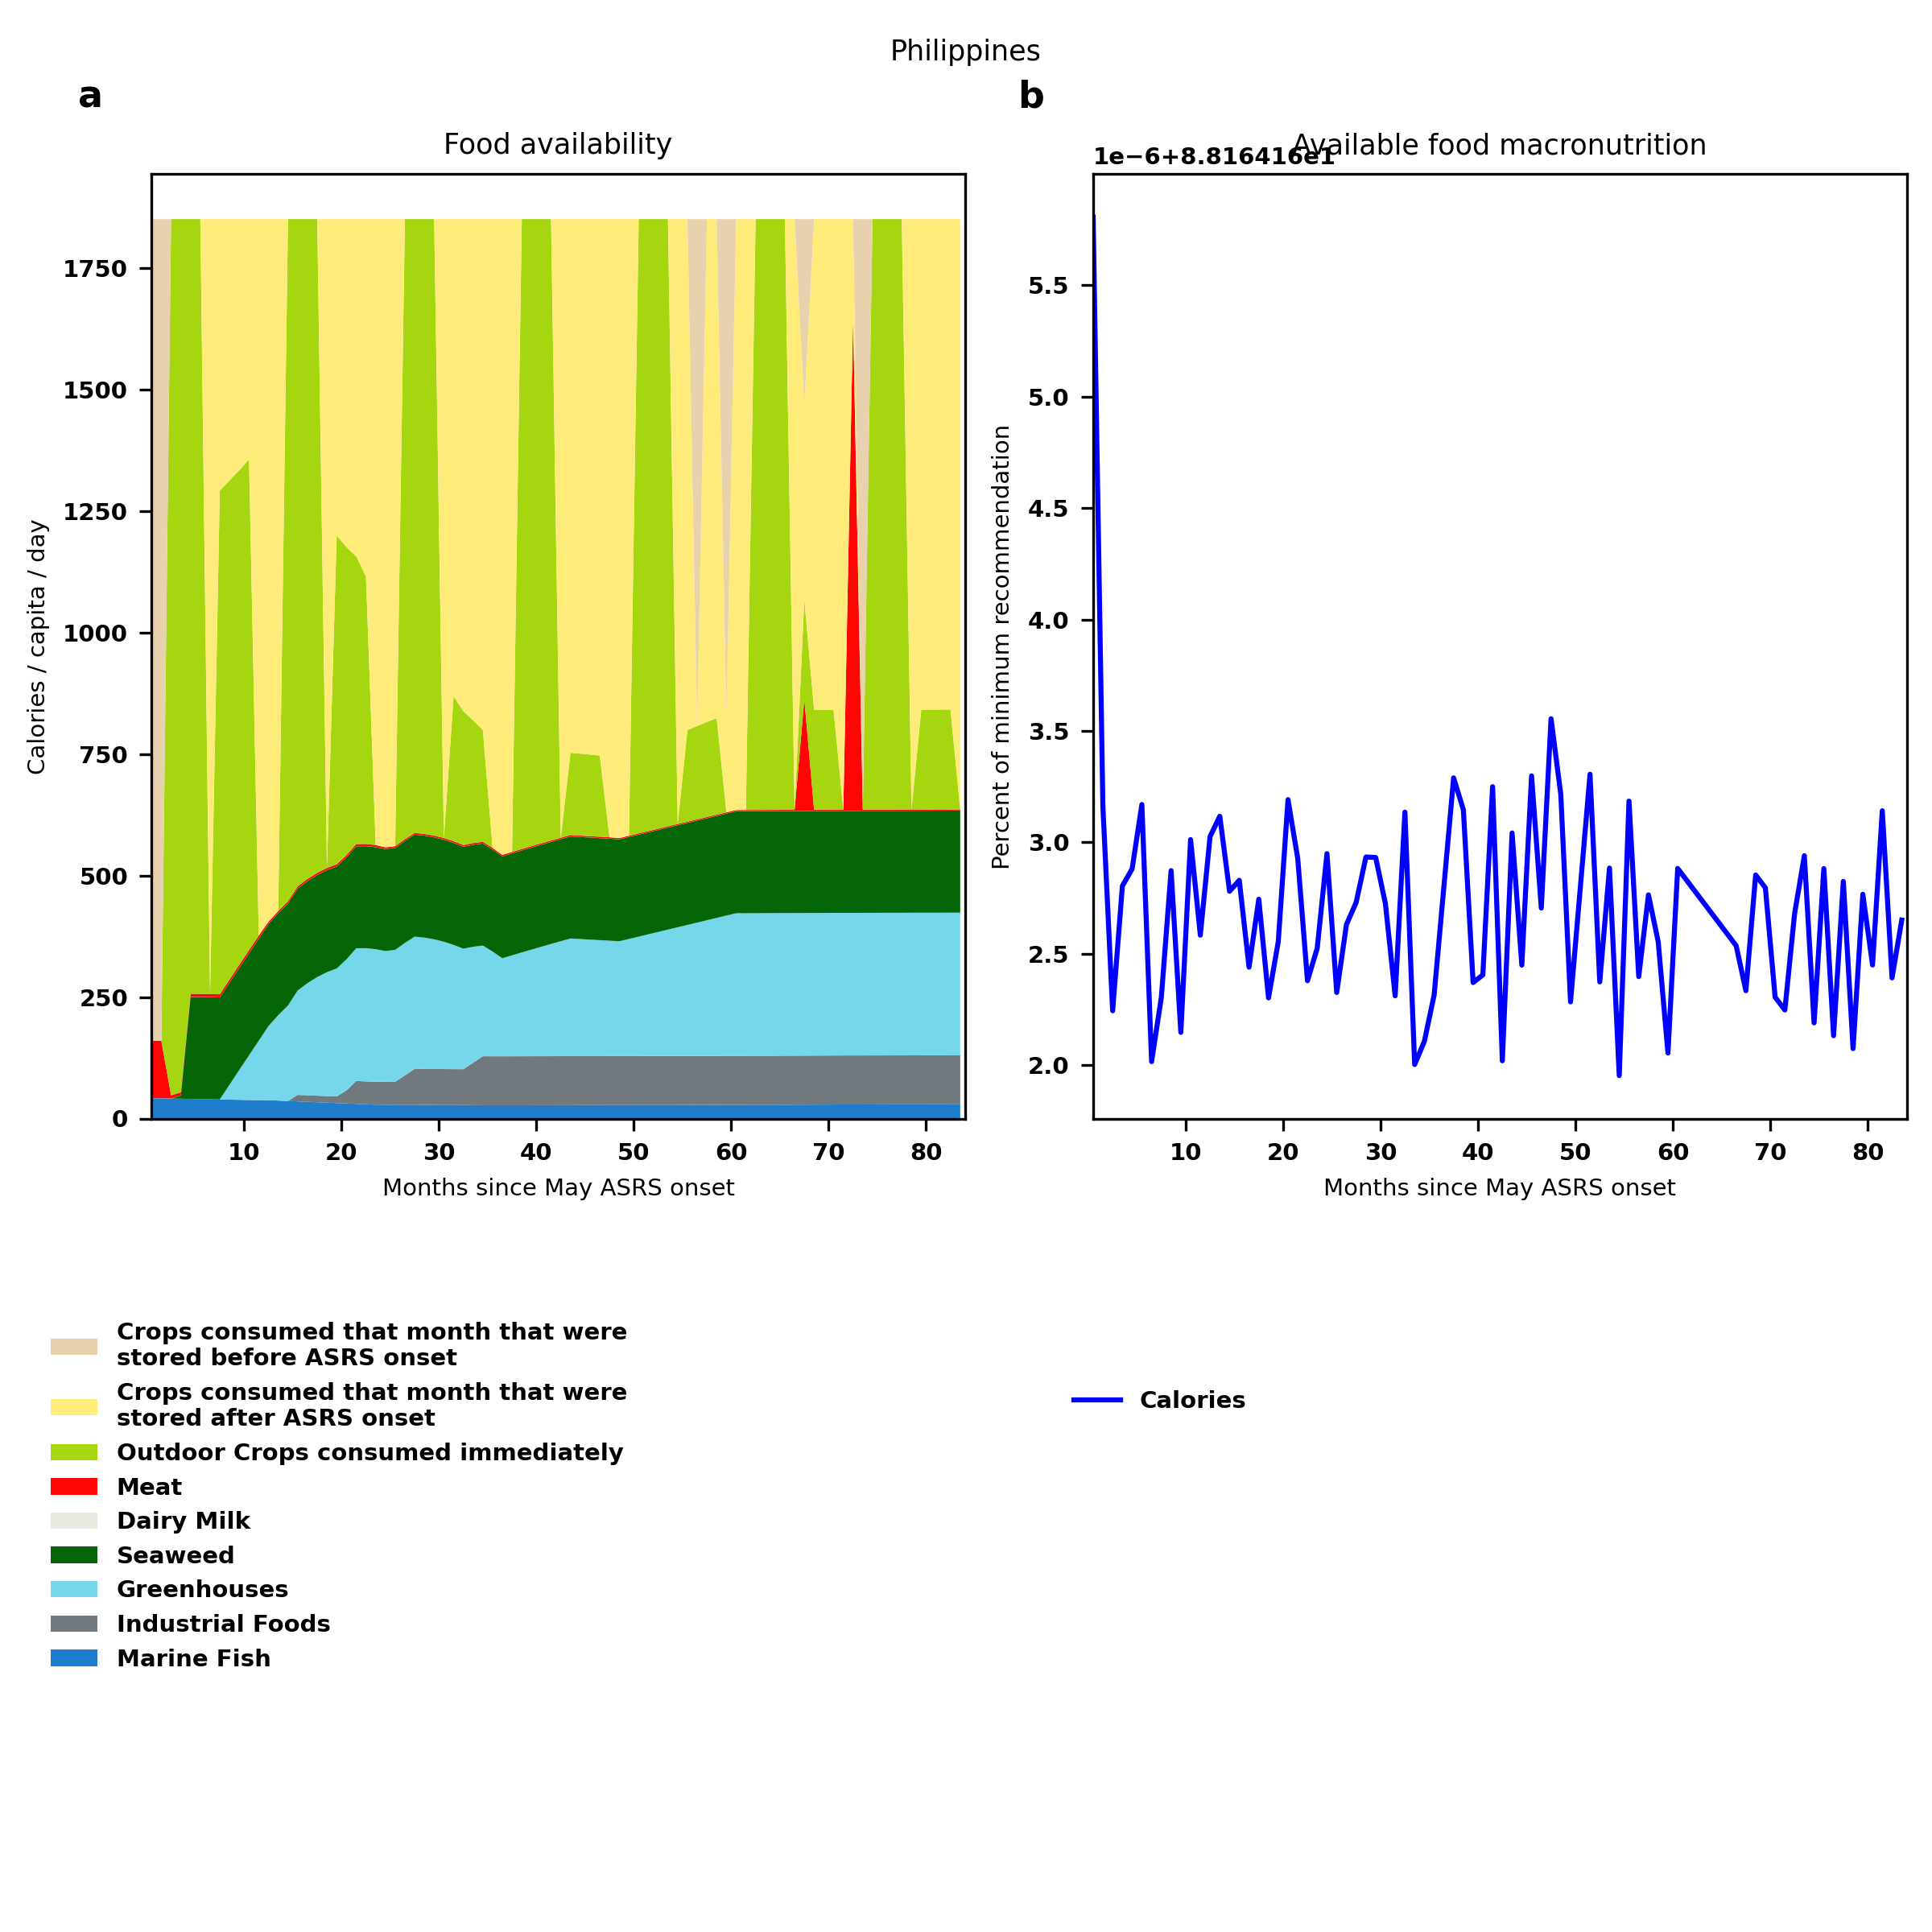 Philippines
a
Food availability
1750
1500
1250
1000
750
500
250
0
Calories / capita / day
10 20 30 40 50 60 70 80
Months since May ASRS onset
b
Available food macronutrition
1e−6+8.816416e1
5.5
5.0
4.5
4.0
3.5
3.0
2.5
2.0
Percent of minimum recommendation
10 20 30 40 50 60 70 80
Months since May ASRS onset
Crops consumed that month that were
stored before ASRS onset
Crops consumed that month that were
stored after ASRS onset
Outdoor Crops consumed immediately
Meat
Dairy Milk
Seaweed
Greenhouses
Industrial Foods
Marine Fish
Calories